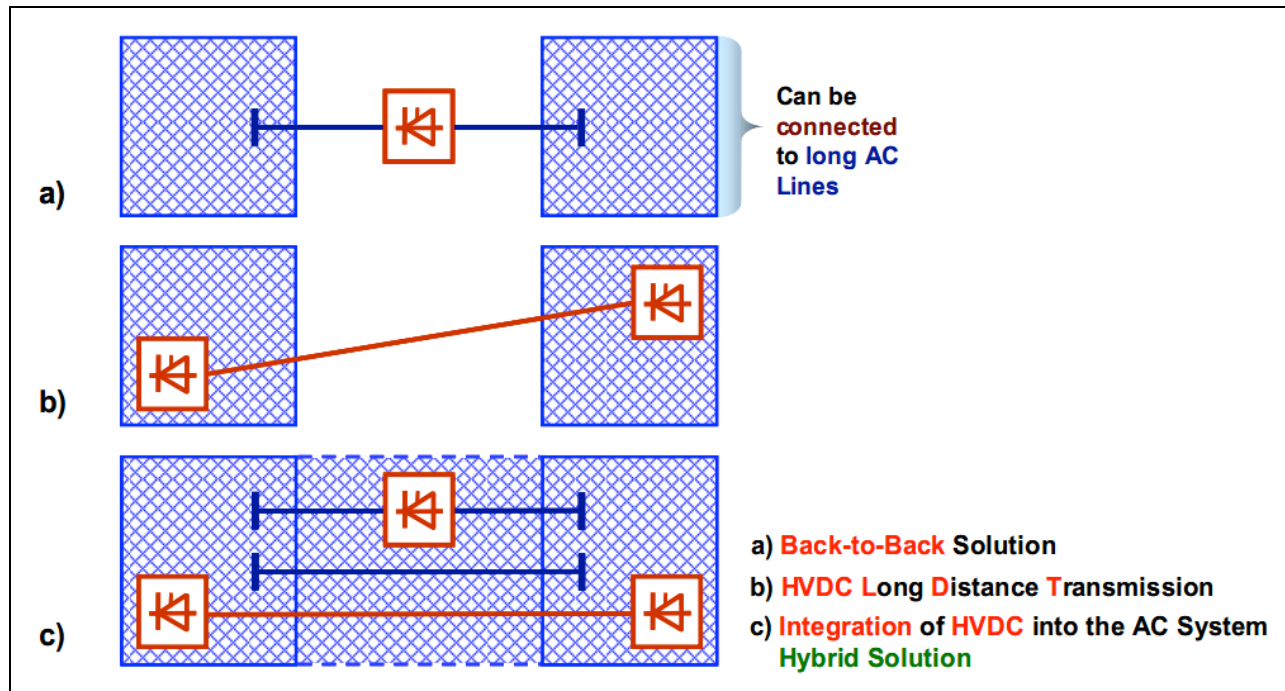 Can be
connected
to long AC
Lines
a)
b)
c)
a) Back-to-Back Solution
b) HVDC Long Distance Transmission
c) Integration of HVDC into the AC System
Hybrid Solution